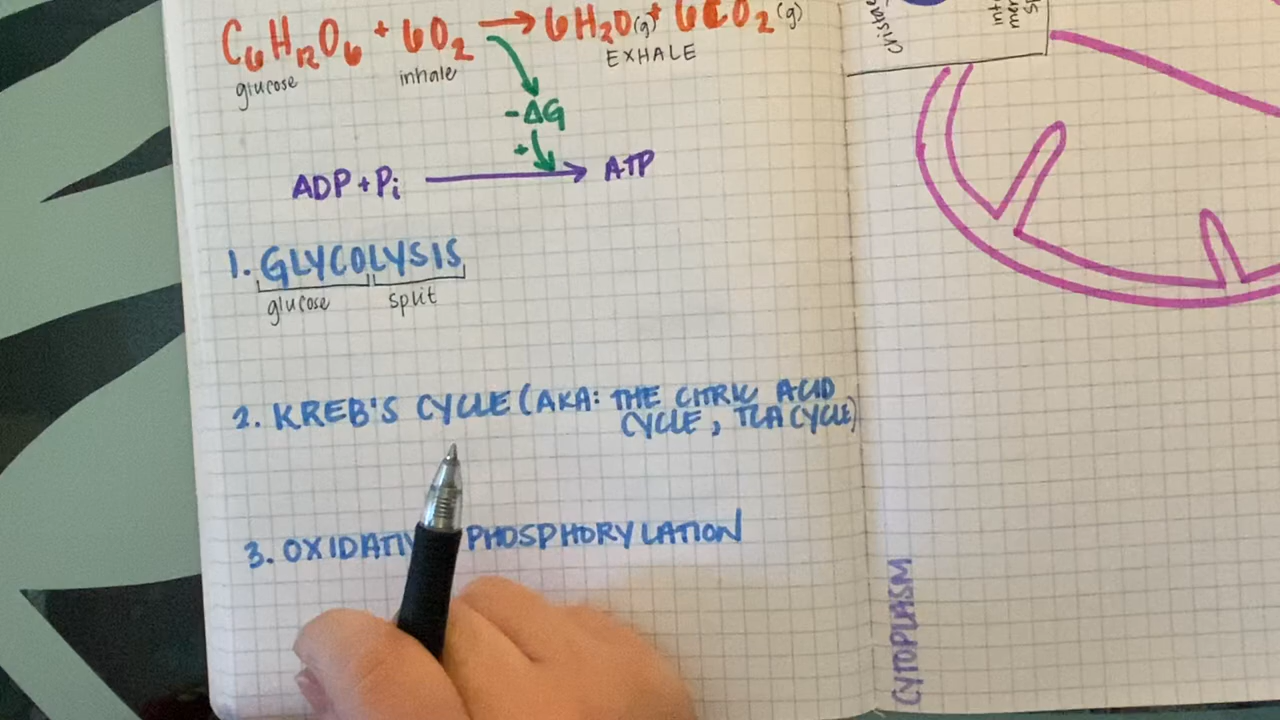 C6H12O6 + 6O2 → 6H2O(g) + 6CO2(g)
glucose inhale EXHALE
-ΔG
+
ADP + Pi → ATP
1. GLYCOLYSIS
glucose split
2. KREB'S CYCLE (AKA: THE CITRIC ACID
CYCLE, TCA CYCLE)
3. OXIDATI PHOSPHORYLATION
cristae
CYTOPLASM